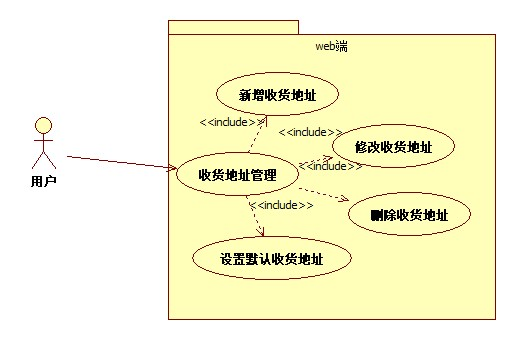 web端
新增收货地址
<<include>>
<<include>>
修改收货地址
<<include>>
收货地址管理
用户
<<include>>
删除收货地址
设置默认收货地址